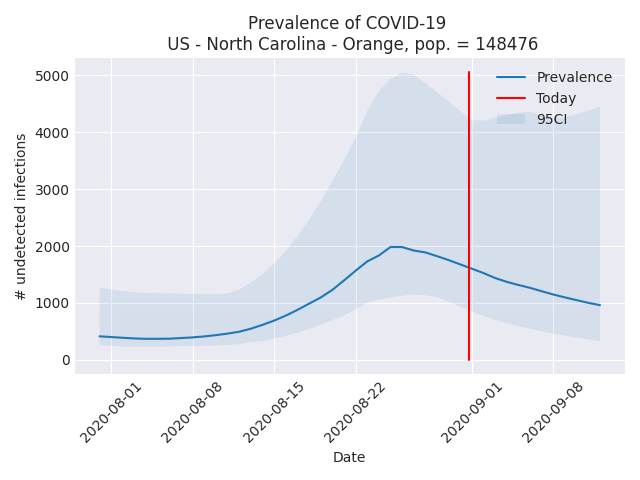 Prevalence of COVID-19
US - North Carolina - Orange, pop. = 148476
# undetected infections
5000
4000
3000
2000
1000
0
Prevalence
Today
95CI
2020-08-01
2020-08-08
2020-08-15
2020-08-22
2020-09-01
2020-09-08
Date